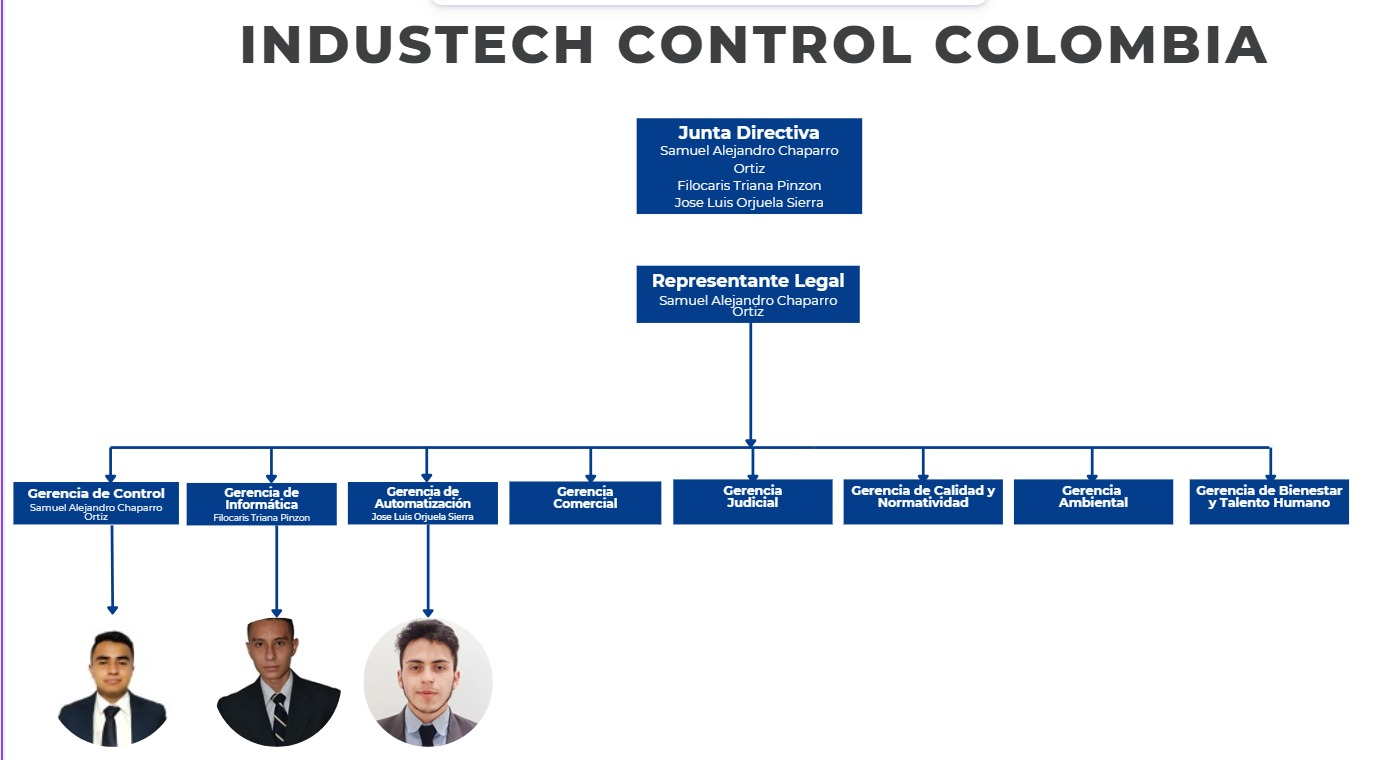 INDUSTECH CONTROL COLOMBIA
Junta Directiva
Samuel Alejandro Chaparro
Ortiz
Filocaris Triana Pinzon
Jose Luis Orjuela Sierra
Representante Legal
Samuel Alejandro Chaparro
Ortiz
Gerencia de Control
Samuel Alejandro Chaparro
Ortiz
Gerencia de
Informática
Filocaris Triana Pinzon
Gerencia de
Automatización
Jose Luis Orjuela Sierra
Gerencia
Comercial
Gerencia
Judicial
Gerencia de Calidad y
Normatividad
Gerencia
Ambiental
Gerencia de Bienestar
y Talento Humano